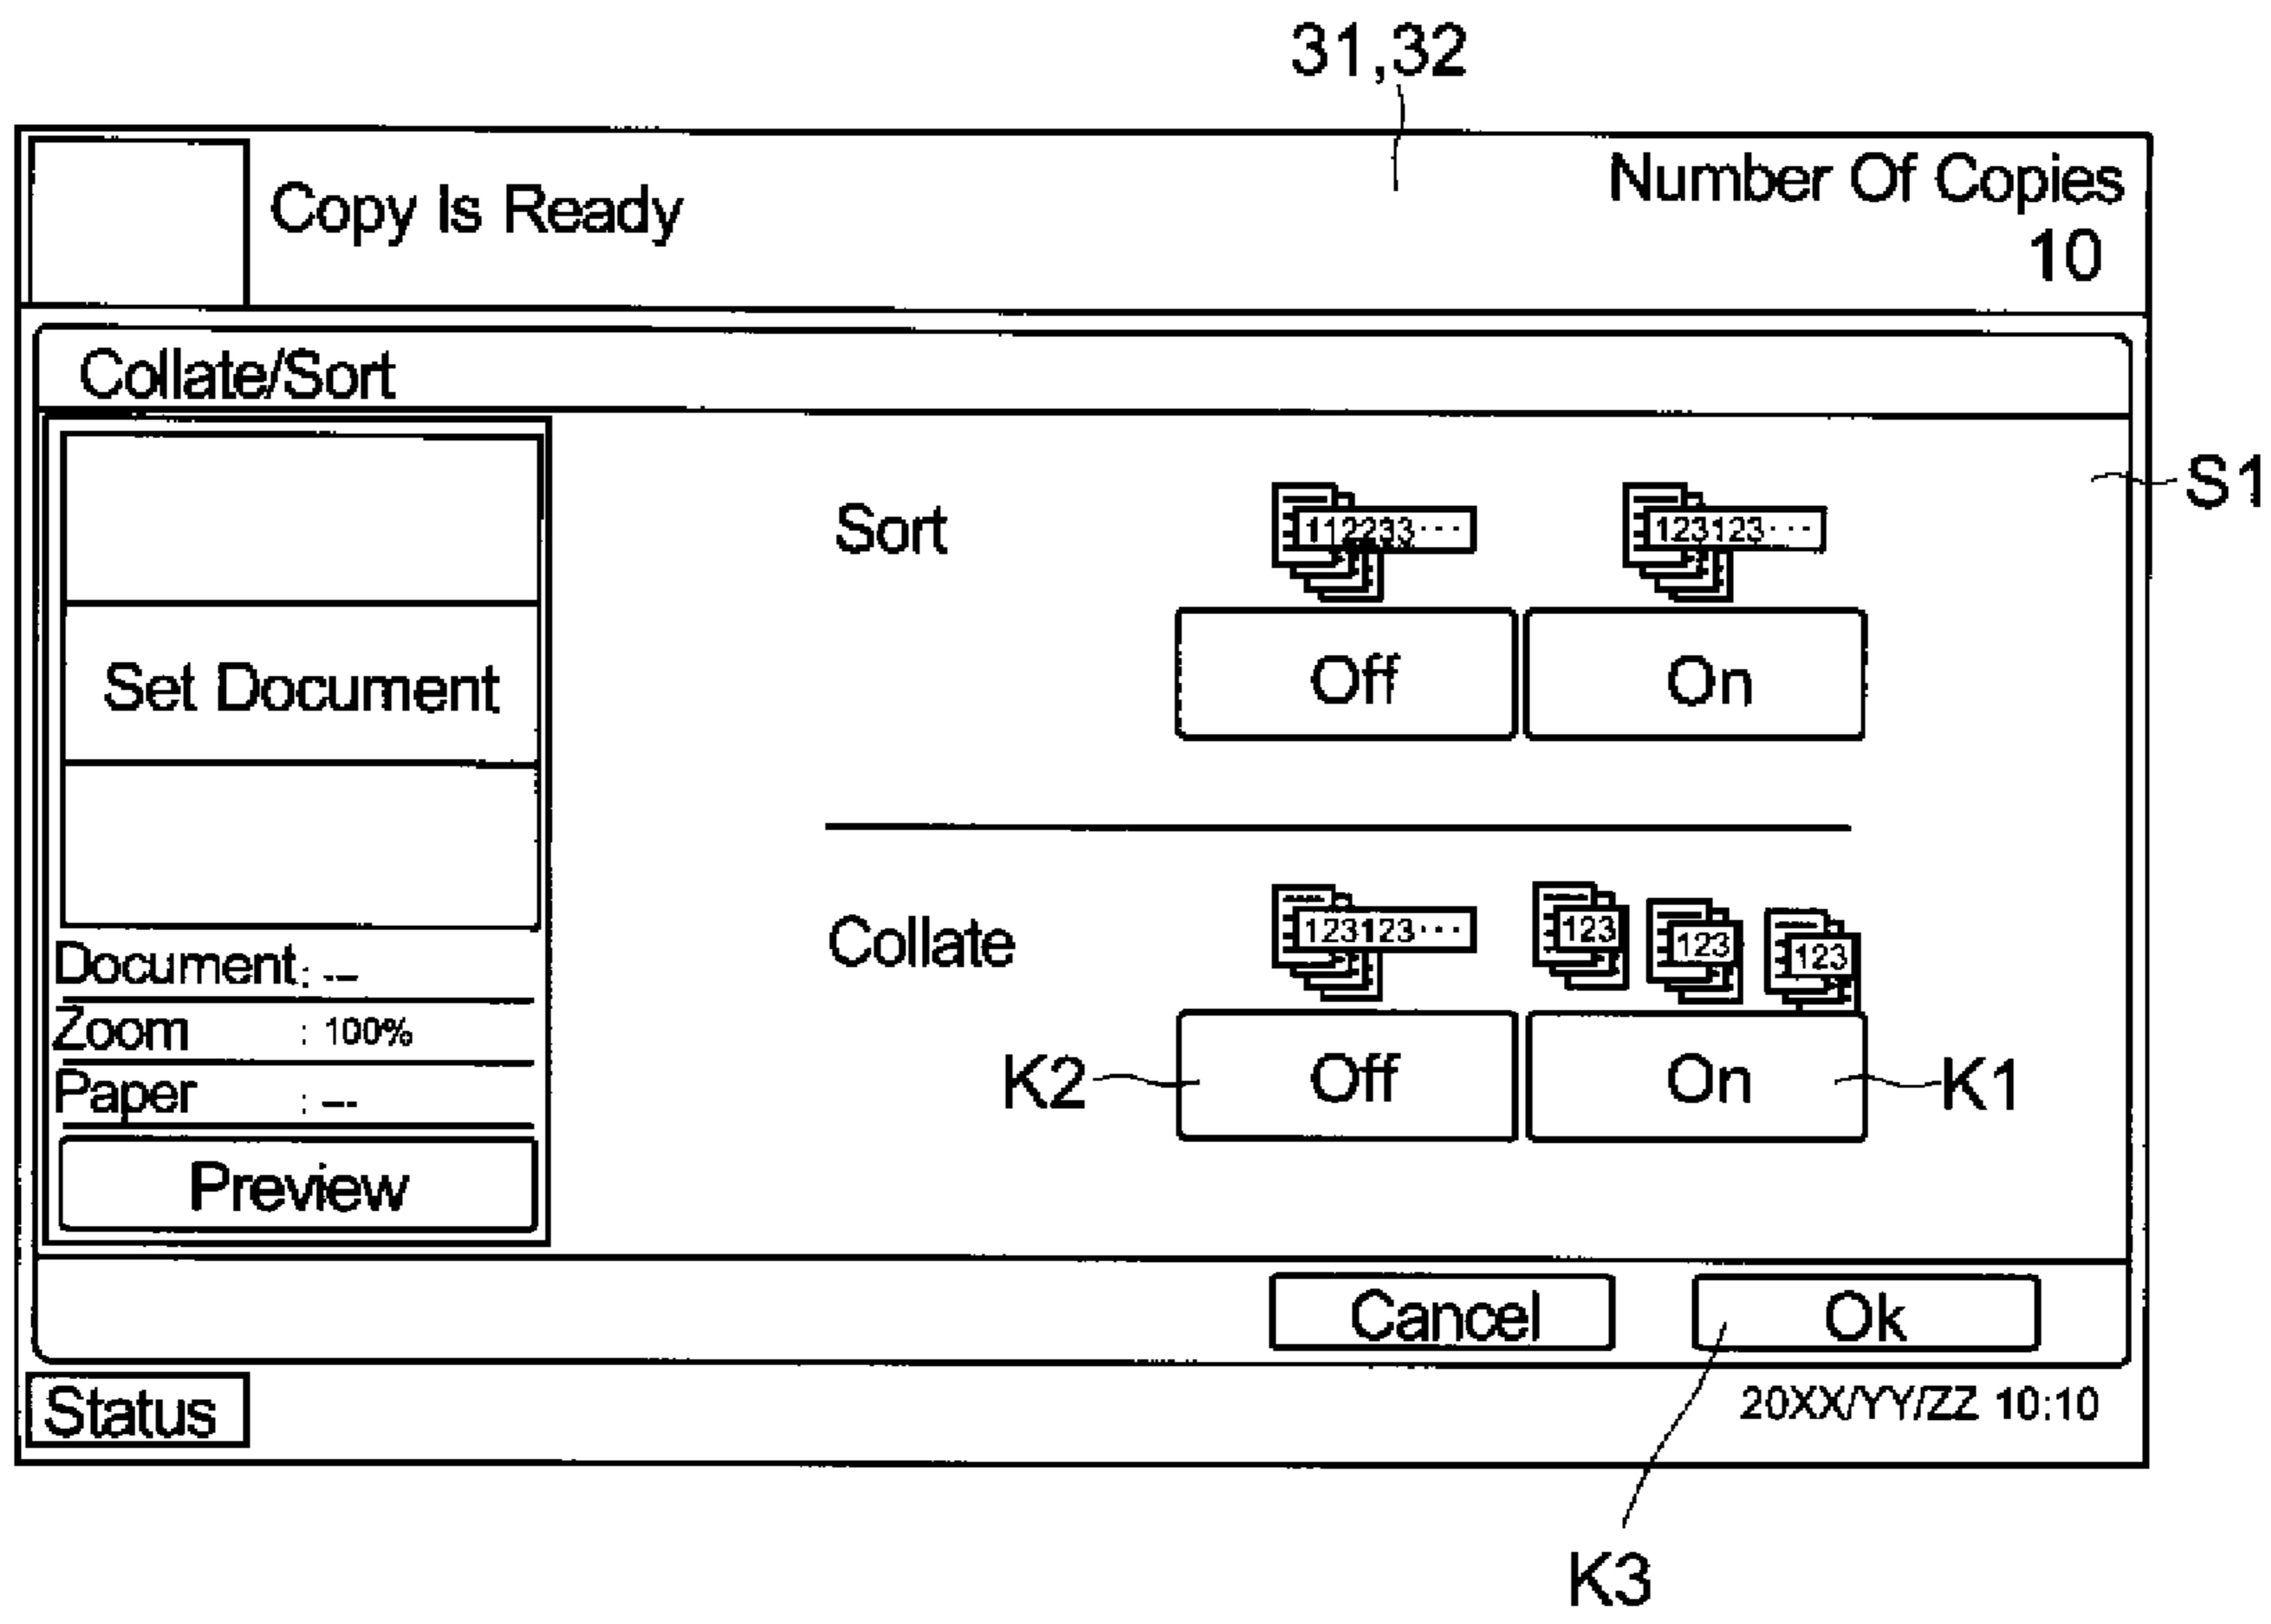 31,32
Copy Is Ready
Number Of Copies
10
Collate/Sort
S1
Sort
112233···
123123···
Set Document
Off
On
Collate
123123···
123
123
123
Document: ---
Zoom : 100%
Paper : ---
K2
Off
On
K1
Preview
Cancel
Ok
Status
20XX/YY/ZZ 10:10
K3